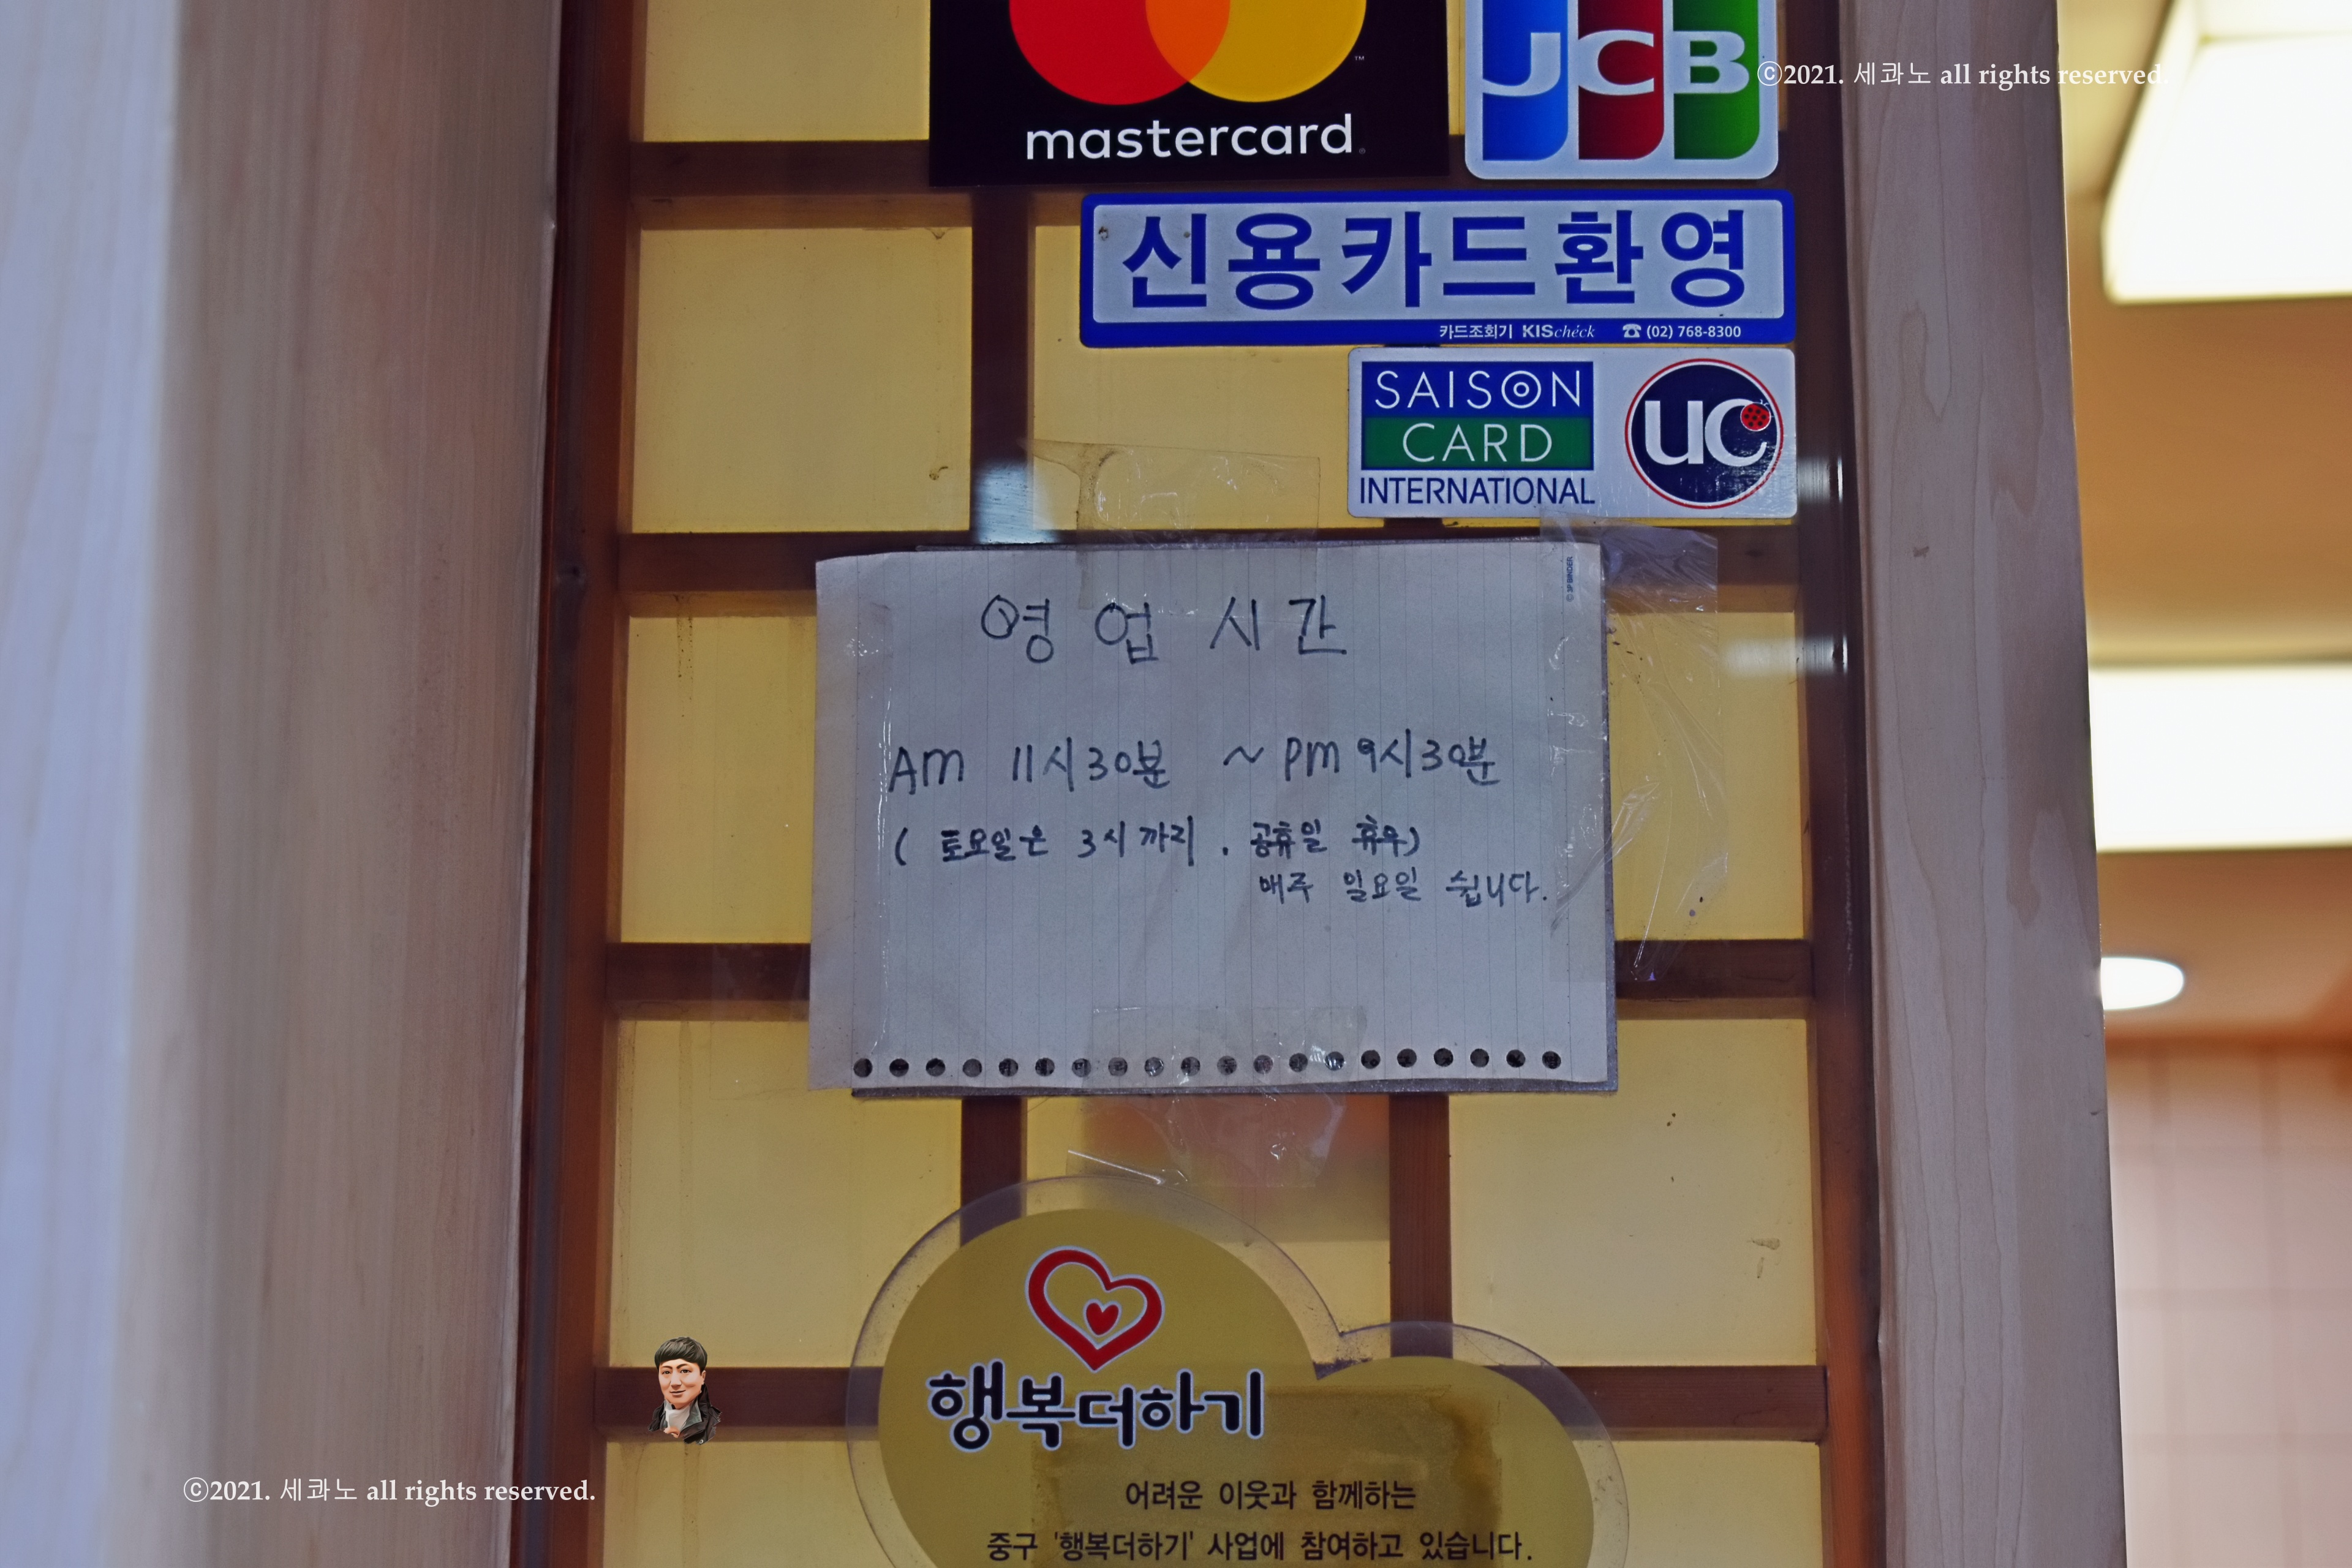 mastercard
JCB
ⓒ2021. 세콰노 all rights reserved.
신용카드환영
카드조회기 KIS chéck ☎ (02) 768-8300
SAISON
CARD
INTERNATIONAL
UC
영업시간
AM 11시30분 ~ PM 9시30분
( 토요일은 3시까지 . 공휴일 휴무)
매주 일요일 쉽니다.
행복더하기
어려운 이웃과 함께하는
중구 '행복더하기' 사업에 참여하고 있습니다.
ⓒ2021. 세콰노 all rights reserved.